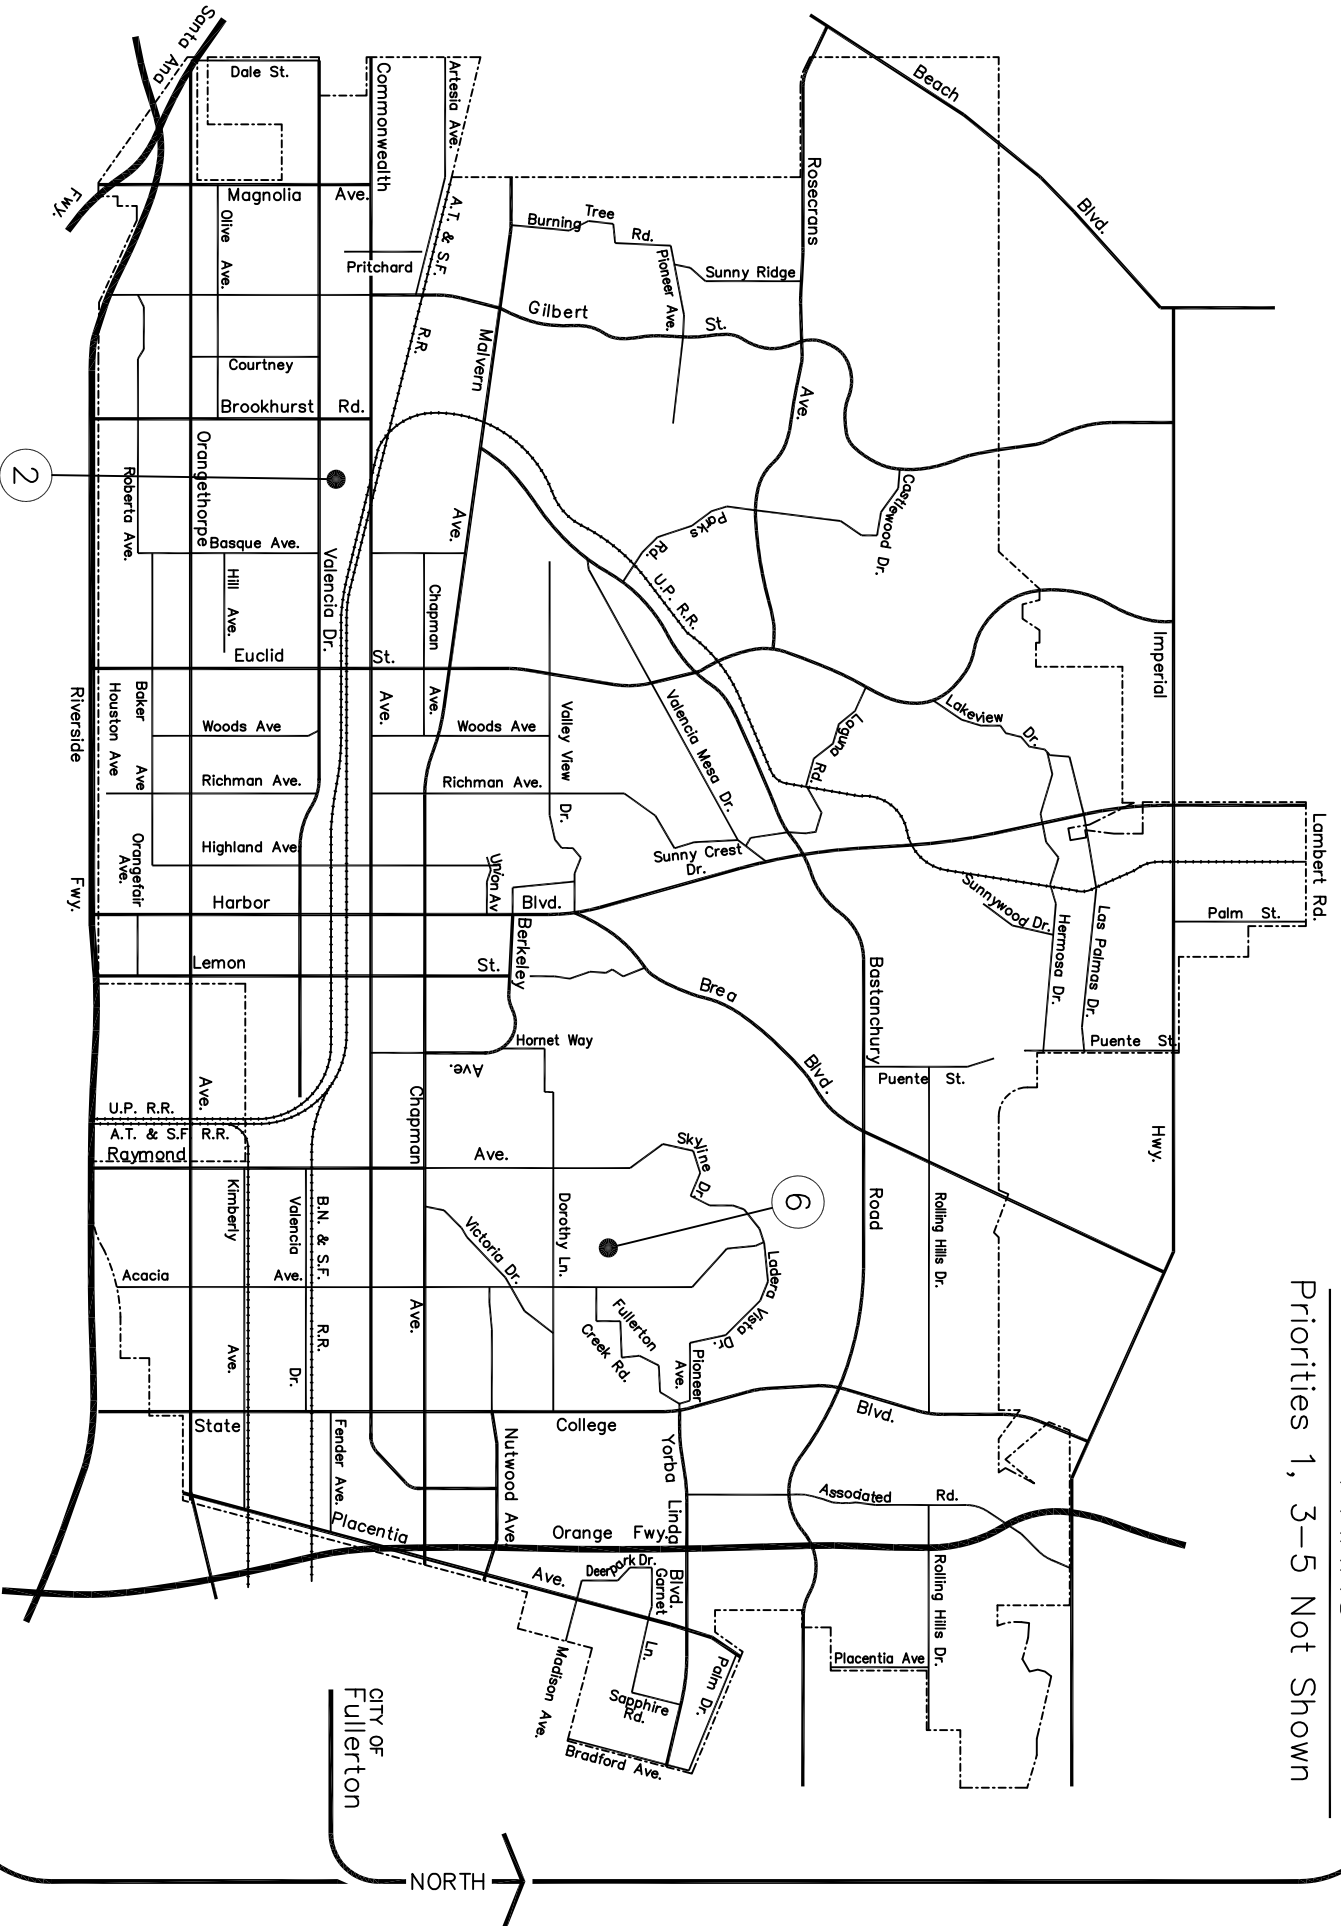 Santa Ana
Fwy.
Dale St.
Commonwealth
Artesia Ave.
Beach
Blvd.
Rosecrans
Magnolia Ave.
Olive Ave.
Pritchard
A.T. & S.F.
R.R.
Burning Tree
Rd.
Pioneer Ave.
Sunny Ridge
Gilbert St.
Malvern
Courtney
Brookhurst Rd.
Ave.
Orangethorpe
Roberta Ave.
2
Castlewood Dr.
Parks
Rd.
Basque Ave.
Hill Ave.
Valencia Dr.
Ave.
Chapman
U.P. R.R.
Euclid St.
Imperial
Riverside
Houston Ave
Baker Ave
Woods Ave
Ave.
Ave.
Woods Ave
Valley View Dr.
Valencia Mesa Dr.
Laguna Rd.
Lakeview Dr.
Richman Ave.
Richman Ave.
Lambert Rd.
Orangefair
Ave.
Highland Ave
Union Av
Sunny Crest
Dr.
Fwy.
Harbor
Blvd.
Sunnywood Dr.
Hermosa Dr.
Las Palmas Dr.
Palm St.
Lemon St.
Berkeley
Brea
Blvd.
Bastanchury
Hornet Way
Ave.
Puente St.
Puente St.
Ave.
Chapman
U.P. R.R.
A.T. & S.F R.R.
Raymond
Ave.
Skyline Dr.
Hwy.
Kimberly
Valencia
B.N. & S.F.
Victoria Dr.
Dorothy Ln.
6
Road
Rolling Hills Dr.
Acacia Ave.
Ladera Vista Dr.
Ave.
Dr.
R.R.
Ave.
Fullerton
Creek Rd.
Pioneer
Ave.
Priorities 1, 3-5 Not Shown
State College
Blvd.
Fender Ave.
Nutwood Ave.
Yorba Linda
Blvd.
Associated Rd.
Placentia
Ave.
Orange Fwy.
Deerpark Dr.
Garnet
Ln.
Rolling Hills Dr.
Placentia Ave
Madison Ave.
Sapphire
Rd.
Palm Dr.
Bradford Ave.
CITY OF
Fullerton
NORTH